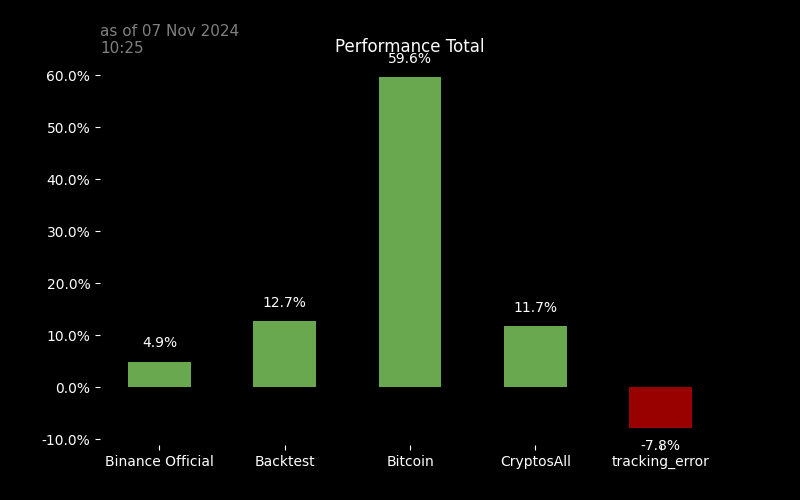 as of 07 Nov 2024
10:25
Performance Total
59.6%
60.0%
50.0%
40.0%
30.0%
20.0%
12.7%
11.7%
10.0%
4.9%
0.0%
-7.8%
-10.0%
Binance Official
Backtest
Bitcoin
CryptosAll
tracking_error